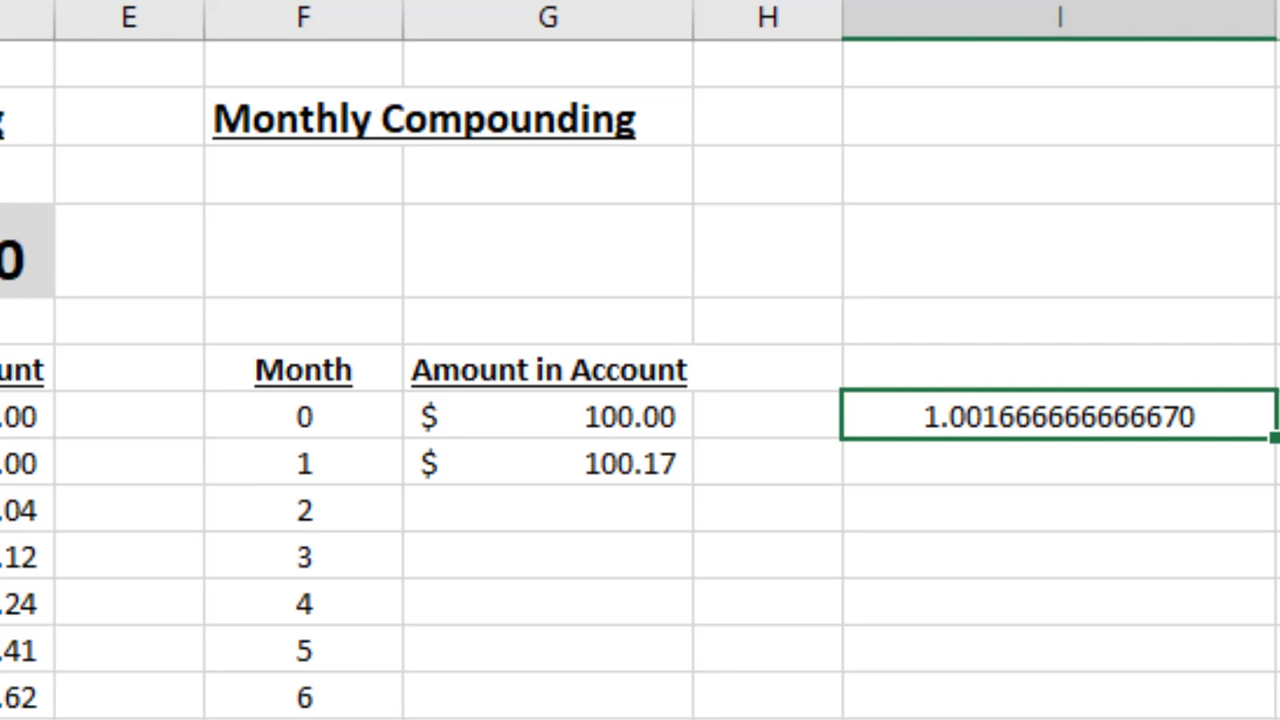 E F G H I
Monthly Compounding
0
unt Month Amount in Account
.00 0 $ 100.00 1.001666666666670
.00 1 $ 100.17
.04 2
.12 3
.24 4
.41 5
.62 6